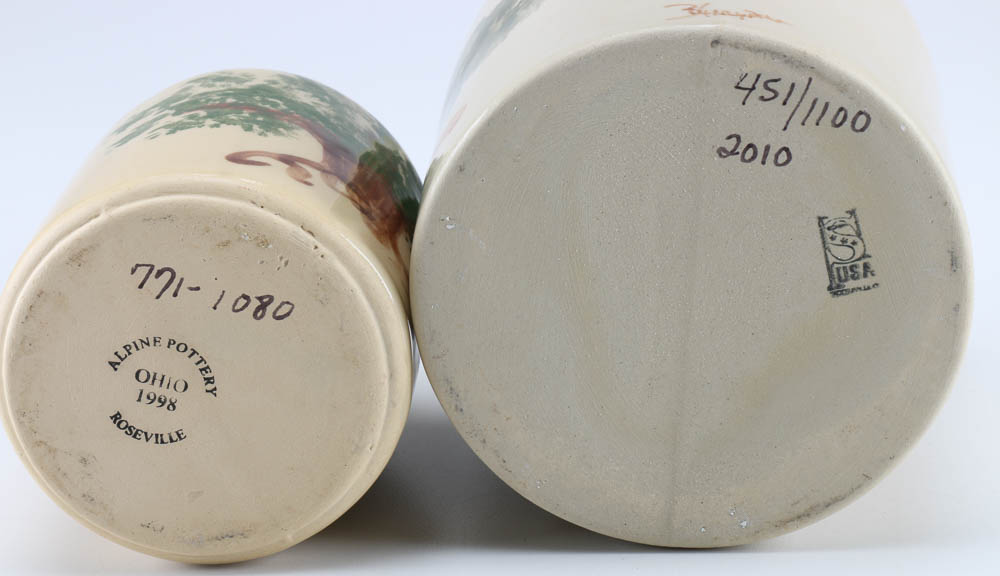 771-1080
ALPINE POTTERY
OHIO
1998
ROSEVILLE
451/1100
2010
USA